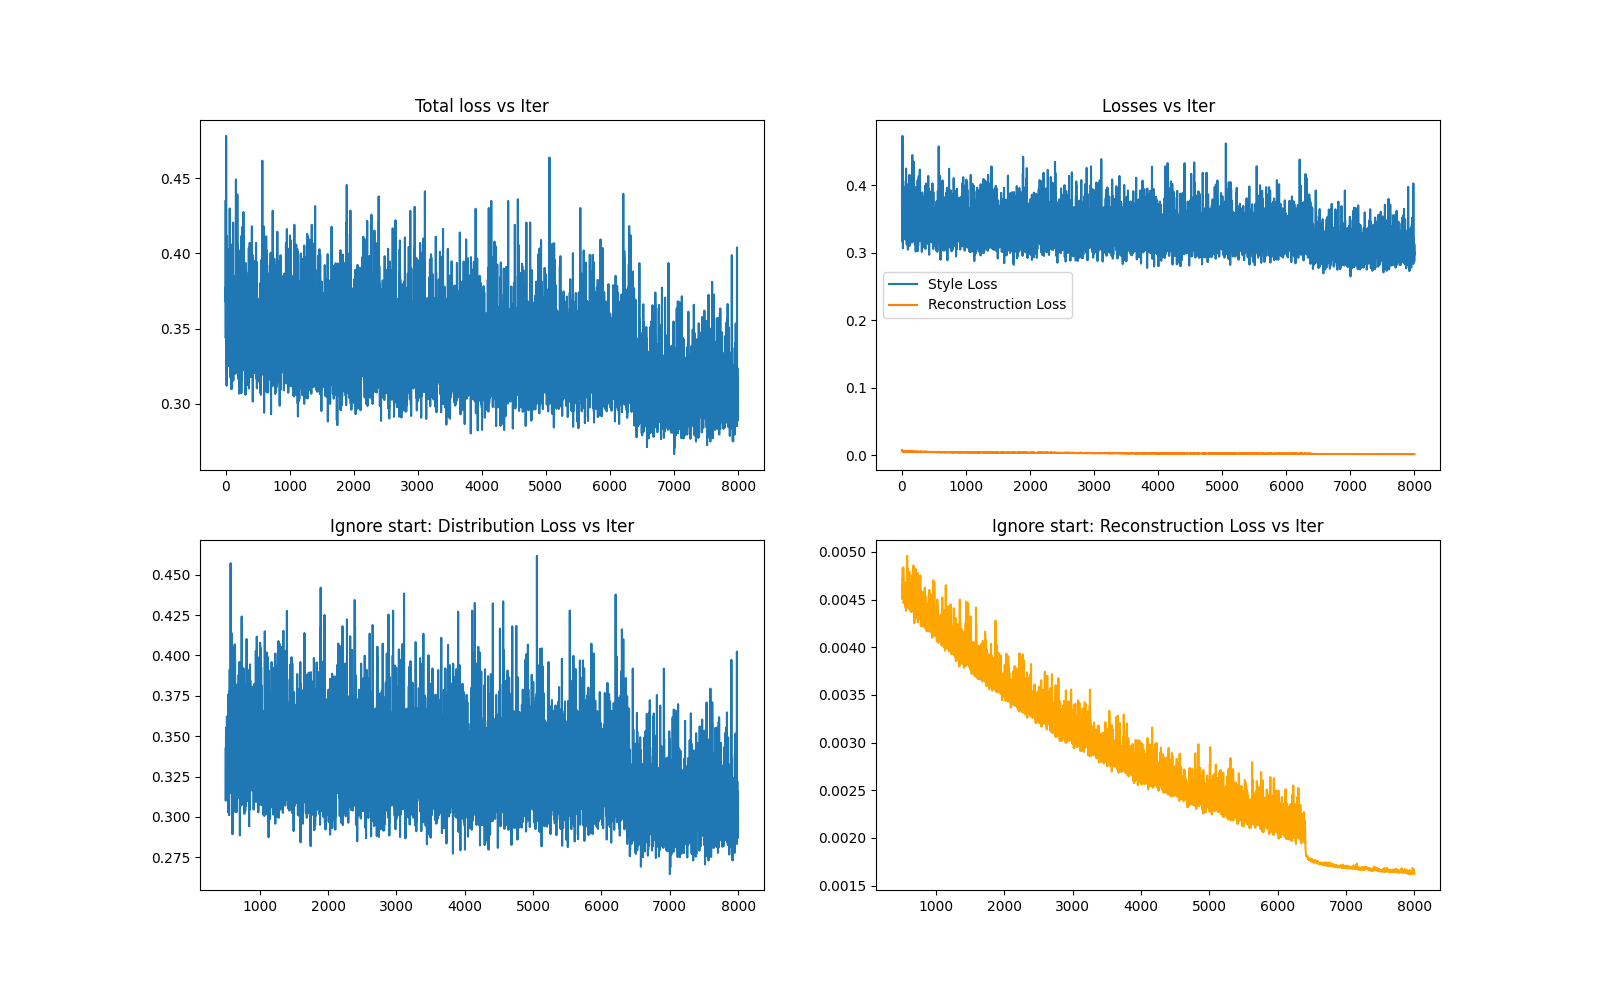 Total loss vs Iter
0.45
0.40
0.35
0.30
0 1000 2000 3000 4000 5000 6000 7000 8000
Losses vs Iter
0.4
0.3
0.2
0.1
0.0
Style Loss
Reconstruction Loss
0 1000 2000 3000 4000 5000 6000 7000 8000
Ignore start: Distribution Loss vs Iter
0.450
0.425
0.400
0.375
0.350
0.325
0.300
0.275
1000 2000 3000 4000 5000 6000 7000 8000
Ignore start: Reconstruction Loss vs Iter
0.0050
0.0045
0.0040
0.0035
0.0030
0.0025
0.0020
0.0015
1000 2000 3000 4000 5000 6000 7000 8000